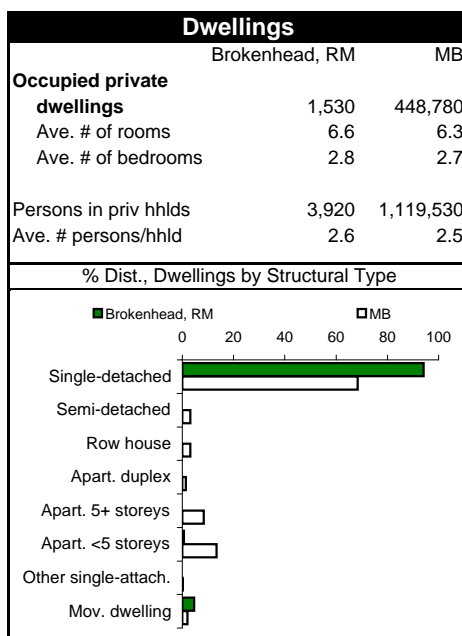 Dwellings
Brokenhead, RM MB
Occupied private
dwellings 1,530 448,780
Ave. # of rooms 6.6 6.3
Ave. # of bedrooms 2.8 2.7
Persons in priv hhlds 3,920 1,119,530
Ave. # persons/hhld 2.6 2.5
% Dist., Dwellings by Structural Type
Brokenhead, RM MB
0 20 40 60 80 100
Single-detached
Semi-detached
Row house
Apart. duplex
Apart. 5+ storeys
Apart. <5 storeys
Other single-attach.
Mov. dwelling